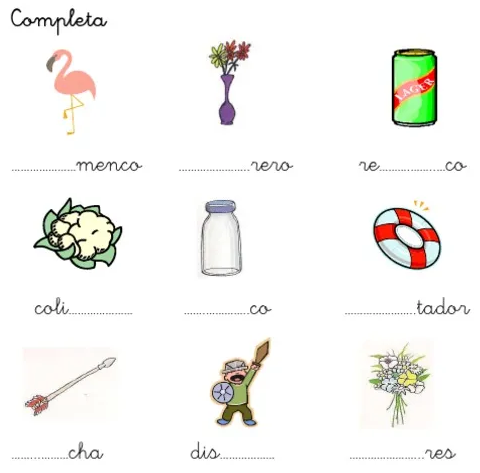 Completa
LAGER
....................menco ......................rero re....................co
coli.................... ....................co ......................tador
..................cha dis................. .......................res